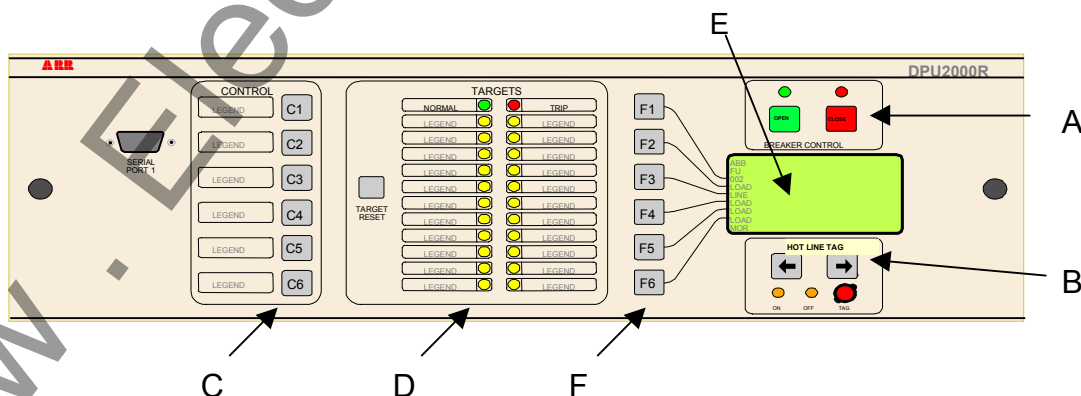 E
ABB
DPU2000R
CONTROL
LEGEND C1
LEGEND C2
LEGEND C3
LEGEND C4
LEGEND C5
LEGEND C6
SERIAL
PORT 1
TARGETS
NORMAL TRIP
LEGEND LEGEND
LEGEND LEGEND
LEGEND LEGEND
LEGEND LEGEND
LEGEND LEGEND
LEGEND LEGEND
LEGEND LEGEND
LEGEND LEGEND
LEGEND LEGEND
LEGEND LEGEND
LEGEND LEGEND
TARGET
RESET
F1
F2
F3
F4
F5
F6
OPEN CLOSE
BREAKER CONTROL
A
ABB
FU
002
LOAD
LINE
LOAD
LOAD
LOAD
MOR
HOT LINE TAG
ON OFF TAG
B
C D F
w . Elec